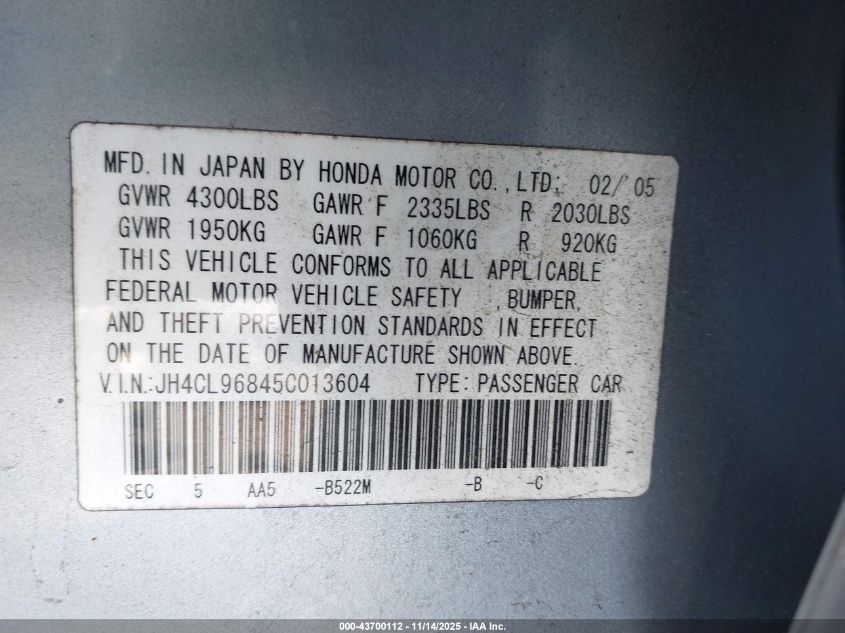 MFD. IN JAPAN BY HONDA MOTOR CO.,LTD; 02/'05
GVWR 4300LBS GAWR F 2335LBS R 2030LBS
GVWR 1950KG GAWR F 1060KG R 920KG
THIS VEHICLE CONFORMS TO ALL APPLICABLE
FEDERAL MOTOR VEHICLE SAFETY ,BUMPER,
AND THEFT PREVENTION STANDARDS IN EFFECT
ON THE DATE OF MANUFACTURE SHOWN ABOVE.
V.I.N.:JH4CL96845C013604 TYPE: PASSENGER CAR
SEC 5 AA5 -B522M -B -C
000-43700112 - 11/14/2025 - IAA Inc.